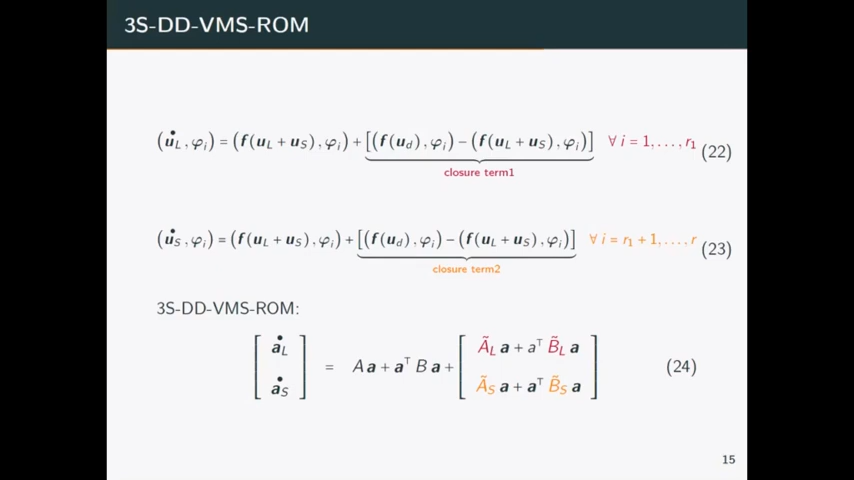 3S-DD-VMS-ROM
(u̇_L, φ_i) = (f(u_L + u_S), φ_i) + [(f(u_d), φ_i) − (f(u_L + u_S), φ_i)] ∀ i = 1, . . . , r_1 (22)
closure term1
(u̇_S, φ_i) = (f(u_L + u_S), φ_i) + [(f(u_d), φ_i) − (f(u_L + u_S), φ_i)] ∀ i = r_1 + 1, . . . , r (23)
closure term2
3S-DD-VMS-ROM:
[ȧ_L; ȧ_S] = A a + a^⊤ B a + [Ã_L a + a^⊤ B̃_L a; Ã_S a + a^⊤ B̃_S a] (24)
15